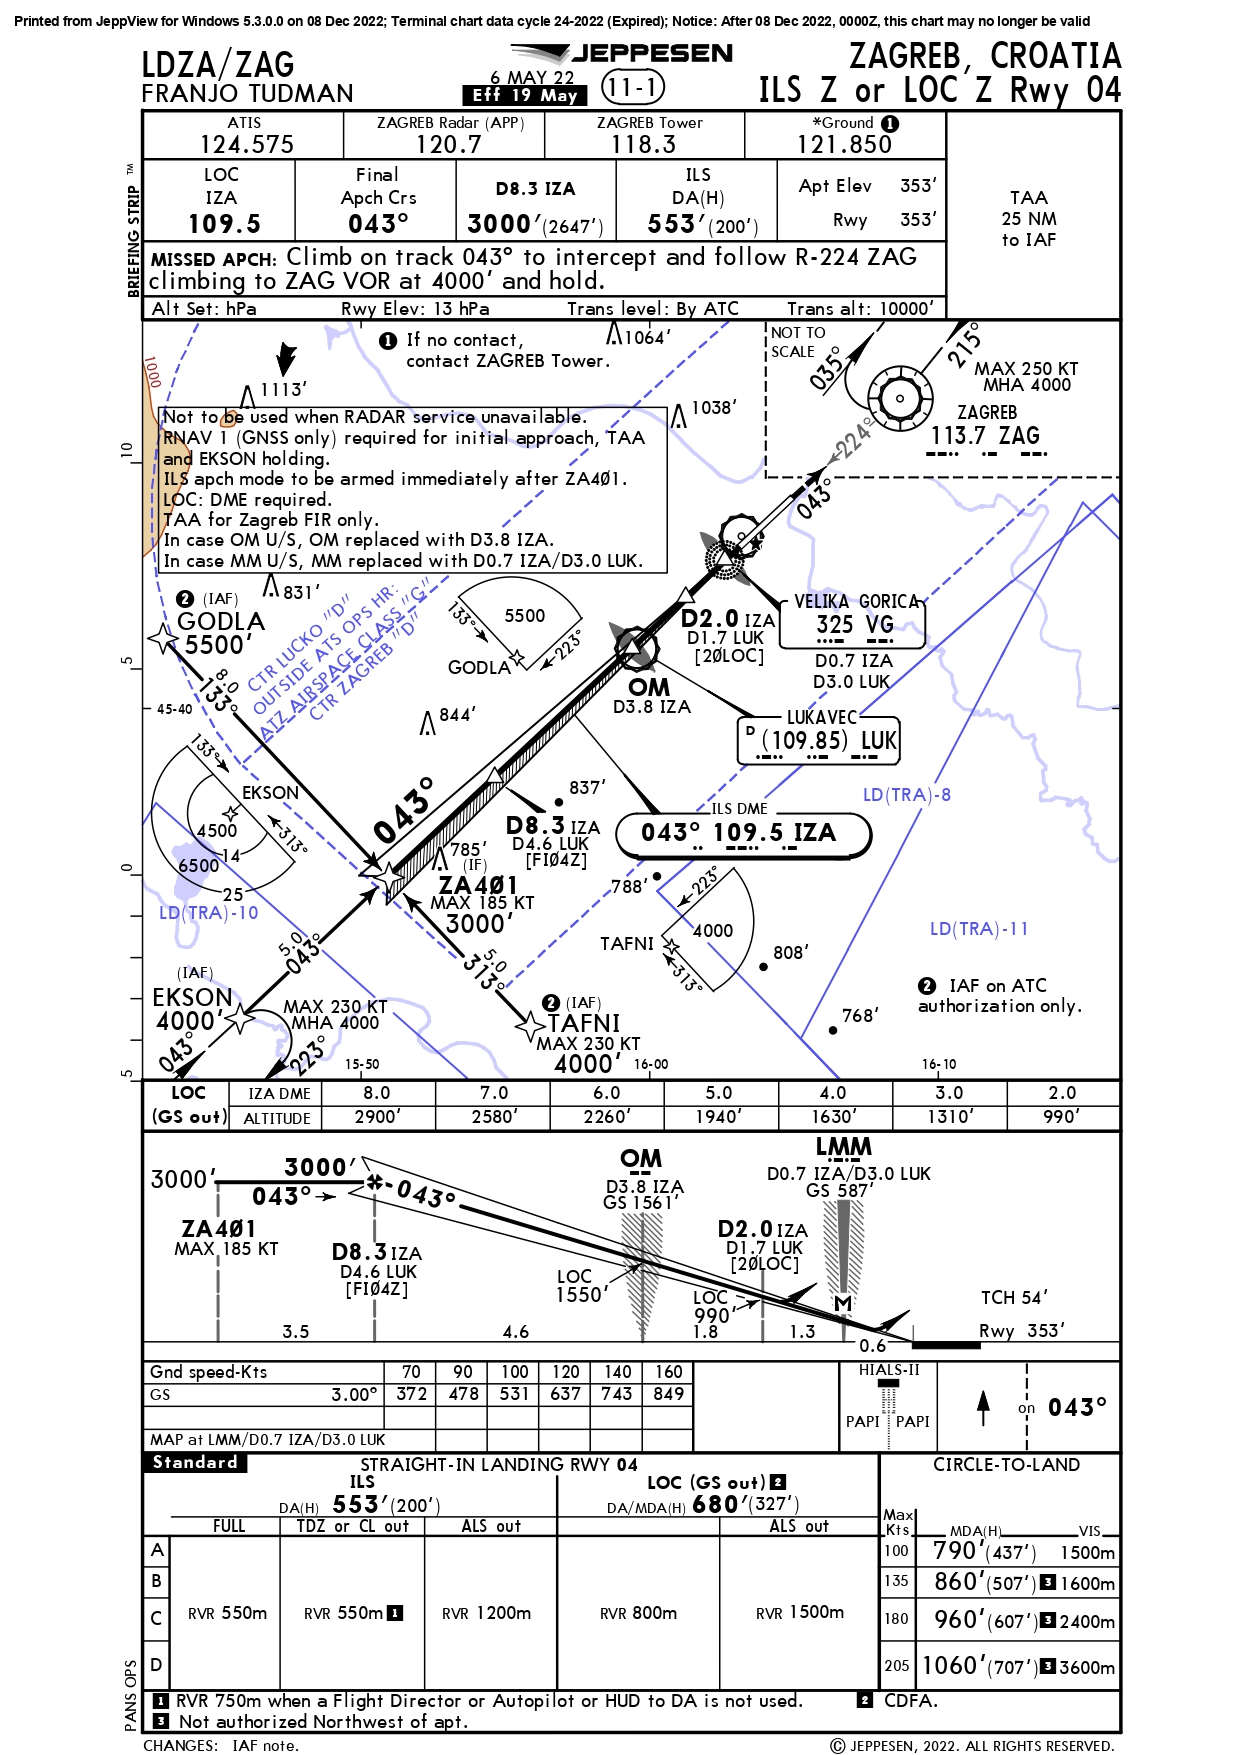 Printed from JeppView for Windows 5.3.0.0 on 08 Dec 2022; Terminal chart data cycle 24-2022 (Expired); Notice: After 08 Dec 2022, 0000Z, this chart may no longer be valid
LDZA/ZAG
FRANJO TUDMAN
JEPPESEN
6 MAY 22
Eff 19 May
11-1
ZAGREB, CROATIA
ILS Z or LOC Z Rwy 04
BRIEFING STRIP ™
ATIS
124.575
ZAGREB Radar (APP)
120.7
ZAGREB Tower
118.3
*Ground 1
121.850
LOC
IZA
109.5
Final
Apch Crs
043°
D8.3 IZA
3000'(2647')
ILS
DA(H)
553'(200')
Apt Elev 353'
Rwy 353'
TAA
25 NM
to IAF
MISSED APCH: Climb on track 043° to intercept and follow R-224 ZAG
climbing to ZAG VOR at 4000' and hold.
Alt Set: hPa Rwy Elev: 13 hPa Trans level: By ATC Trans alt: 10000'
1 If no contact,
contact ZAGREB Tower.
1064'
1000
1113'
1038'
NOT TO
SCALE
035°
215°
MAX 250 KT
MHA 4000
ZAGREB
113.7 ZAG
224°
043°
Not to be used when RADAR service unavailable.
RNAV 1 (GNSS only) required for initial approach, TAA
and EKSON holding.
ILS apch mode to be armed immediately after ZA4Ø1.
LOC: DME required.
TAA for Zagreb FIR only.
In case OM U/S, OM replaced with D3.8 IZA.
In case MM U/S, MM replaced with D0.7 IZA/D3.0 LUK.
10
5
0
5
831'
2 (IAF)
GODLA
5500'
CTR LUCKO "D"
OUTSIDE ATS OPS HR:
ATZ AIRSPACE CLASS "G"
CTR ZAGREB "D"
5500
133°
223°
GODLA
D2.0 IZA
D1.7 LUK
[2ØLOC]
VELIKA GORICA
325 VG
D0.7 IZA
D3.0 LUK
8.0
133°
45-40
OM
D3.8 IZA
844'
LUKAVEC
D (109.85) LUK
133°
EKSON
4500
313°
14
6500
25
LD(TRA)-10
043°
837'
LD(TRA)-8
D8.3 IZA
D4.6 LUK
[FIØ4Z]
ILS DME
043° 109.5 IZA
785'
(IF)
ZA4Ø1
MAX 185 KT
3000'
788'
223°
4000
TAFNI
313°
808'
LD(TRA)-11
5.0
043°
5.0
313°
(IAF)
EKSON
4000'
MAX 230 KT
MHA 4000
043°
223°
2 (IAF)
TAFNI
MAX 230 KT
4000'
768'
2 IAF on ATC
authorization only.
15-50
16-00
16-10
LOC IZA DME 8.0 7.0 6.0 5.0 4.0 3.0 2.0
(GS out) ALTITUDE 2900' 2580' 2260' 1940' 1630' 1310' 990'
3000'
3000'
043°
043°
ZA4Ø1
MAX 185 KT
D8.3 IZA
D4.6 LUK
[FIØ4Z]
OM
D3.8 IZA
GS 1561'
LOC
1550'
LMM
D0.7 IZA/D3.0 LUK
GS 587'
D2.0 IZA
D1.7 LUK
[2ØLOC]
LOC
990'
M
TCH 54'
Rwy 353'
3.5 4.6 1.8 1.3 0.6
Gnd speed-Kts 70 90 100 120 140 160
GS 3.00° 372 478 531 637 743 849
MAP at LMM/D0.7 IZA/D3.0 LUK
HIALS-II
PAPI PAPI
on 043°
Standard
STRAIGHT-IN LANDING RWY 04
CIRCLE-TO-LAND
ILS
DA(H) 553'(200')
LOC (GS out) 2
DA/MDA(H) 680'(327')
FULL TDZ or CL out ALS out ALS out
Max
Kts MDA(H) VIS
A
B
C
D
RVR 550m RVR 550m 1 RVR 1200m RVR 800m RVR 1500m
100 790'(437') 1500m
135 860'(507') 3 1600m
180 960'(607') 3 2400m
205 1060'(707') 3 3600m
PANS OPS
1 RVR 750m when a Flight Director or Autopilot or HUD to DA is not used. 2 CDFA.
3 Not authorized Northwest of apt.
CHANGES: IAF note.
© JEPPESEN, 2022. ALL RIGHTS RESERVED.